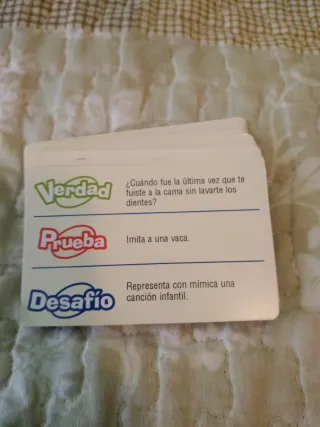 Verdad
¿Cuándo fue la última vez que te
fuiste a la cama sin lavarte los
dientes?
Prueba
Imita a una vaca.
Desafío
Representa con mímica una
canción infantil.